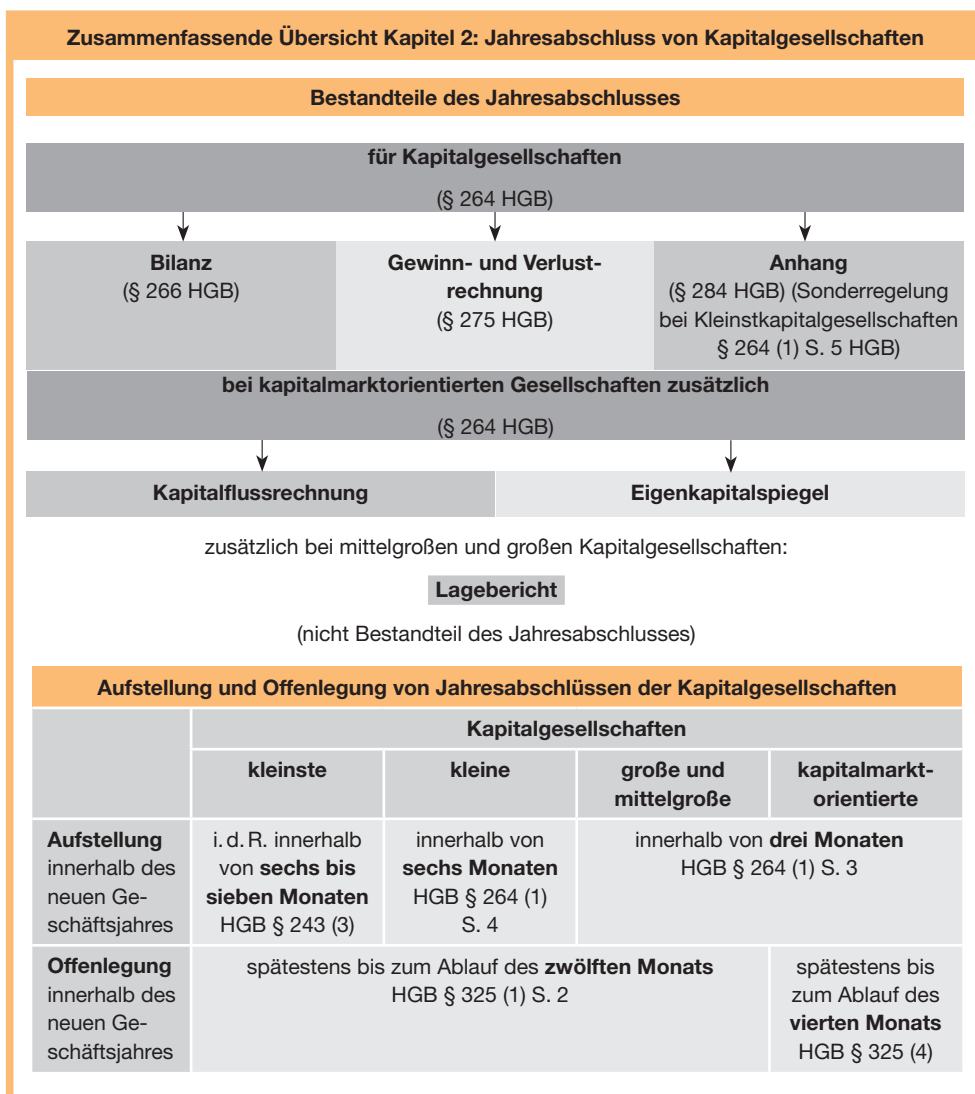 Zusammenfassende Übersicht Kapitel 2: Jahresabschluss von Kapitalgesellschaften
Bestandteile des Jahresabschlusses
für Kapitalgesellschaften
(§ 264 HGB)
Bilanz
(§ 266 HGB)
Gewinn- und Verlust-
rechnung
(§ 275 HGB)
Anhang
(§ 284 HGB) (Sonderregelung
bei Kleinstkapitalgesellschaften
§ 264 (1) S. 5 HGB)
bei kapitalmarktorientierten Gesellschaften zusätzlich
(§ 264 HGB)
Kapitalflussrechnung
Eigenkapitalspiegel
zusätzlich bei mittelgroßen und großen Kapitalgesellschaften:
Lagebericht
(nicht Bestandteil des Jahresabschlusses)
Aufstellung und Offenlegung von Jahresabschlüssen der Kapitalgesellschaften
Kapitalgesellschaften
kleinste
kleine
große und
mittelgroße
kapitalmarkt-
orientierte
Aufstellung
innerhalb des
neuen Ge-
schäftsjahres
i. d. R. innerhalb
von sechs bis
sieben Monaten
HGB § 243 (3)
innerhalb von
sechs Monaten
HGB § 264 (1)
S. 4
innerhalb von drei Monaten
HGB § 264 (1) S. 3
Offenlegung
innerhalb des
neuen Ge-
schäftsjahres
spätestens bis zum Ablauf des zwölften Monats
HGB § 325 (1) S. 2
spätestens bis
zum Ablauf des
vierten Monats
HGB § 325 (4)